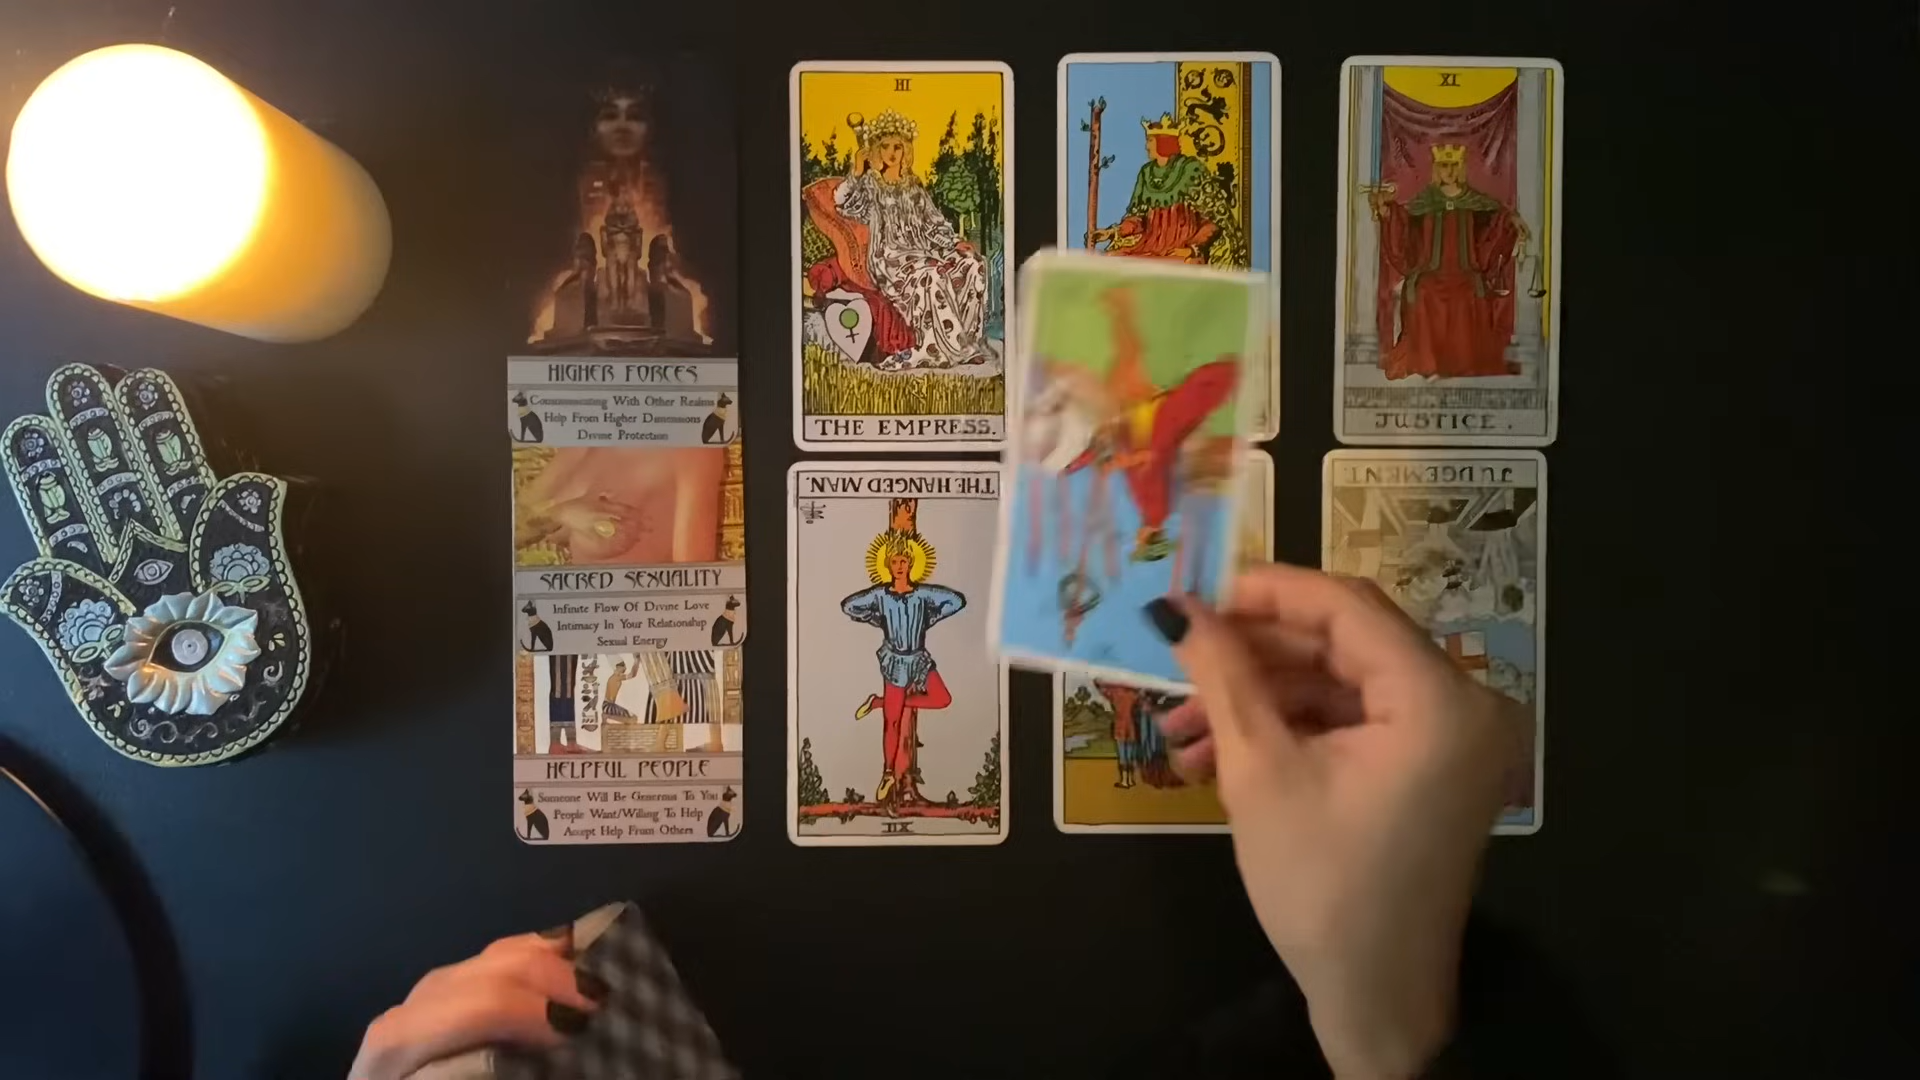 HIGHER FORCES
Communicating With Other Realms
Help From Higher Dimensions
Divine Protection
SACRED SEXUALITY
Infinite Flow Of Divine Love
Intimacy In Your Relationship
Sexual Energy
HELPFUL PEOPLE
Someone Will Be Generous To You
People Want/Willing To Help
Accept Help From Others
III
THE EMPRESS.
XI
JUSTICE.
THE HANGED MAN.
XII
JUDGEMENT.